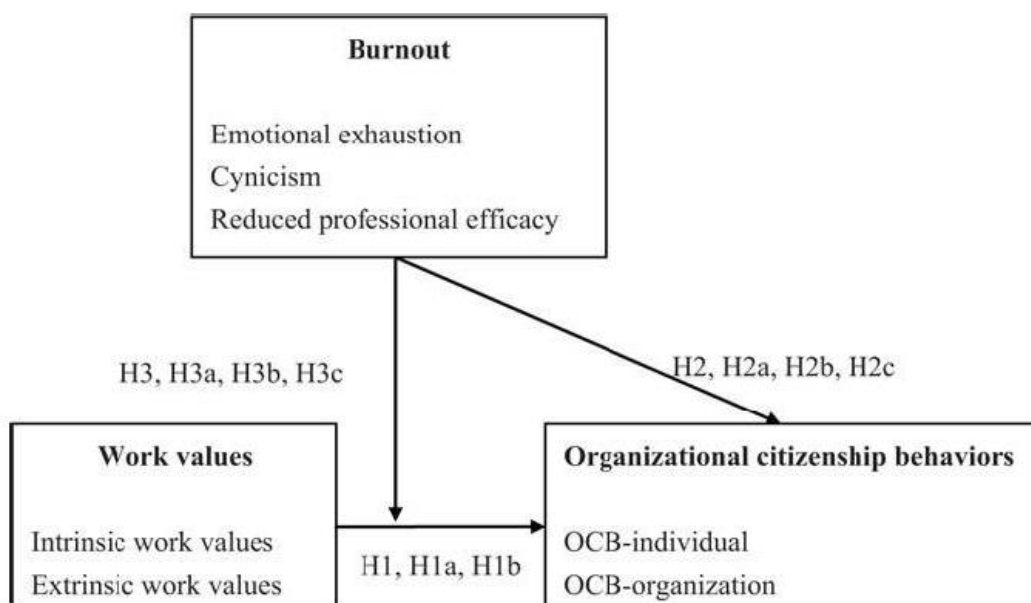 Burnout
Emotional exhaustion
Cynicism
Reduced professional efficacy
H3, H3a, H3b, H3c
H2, H2a, H2b, H2c
Work values
Intrinsic work values
Extrinsic work values
H1, H1a, H1b
Organizational citizenship behaviors
OCB-individual
OCB-organization